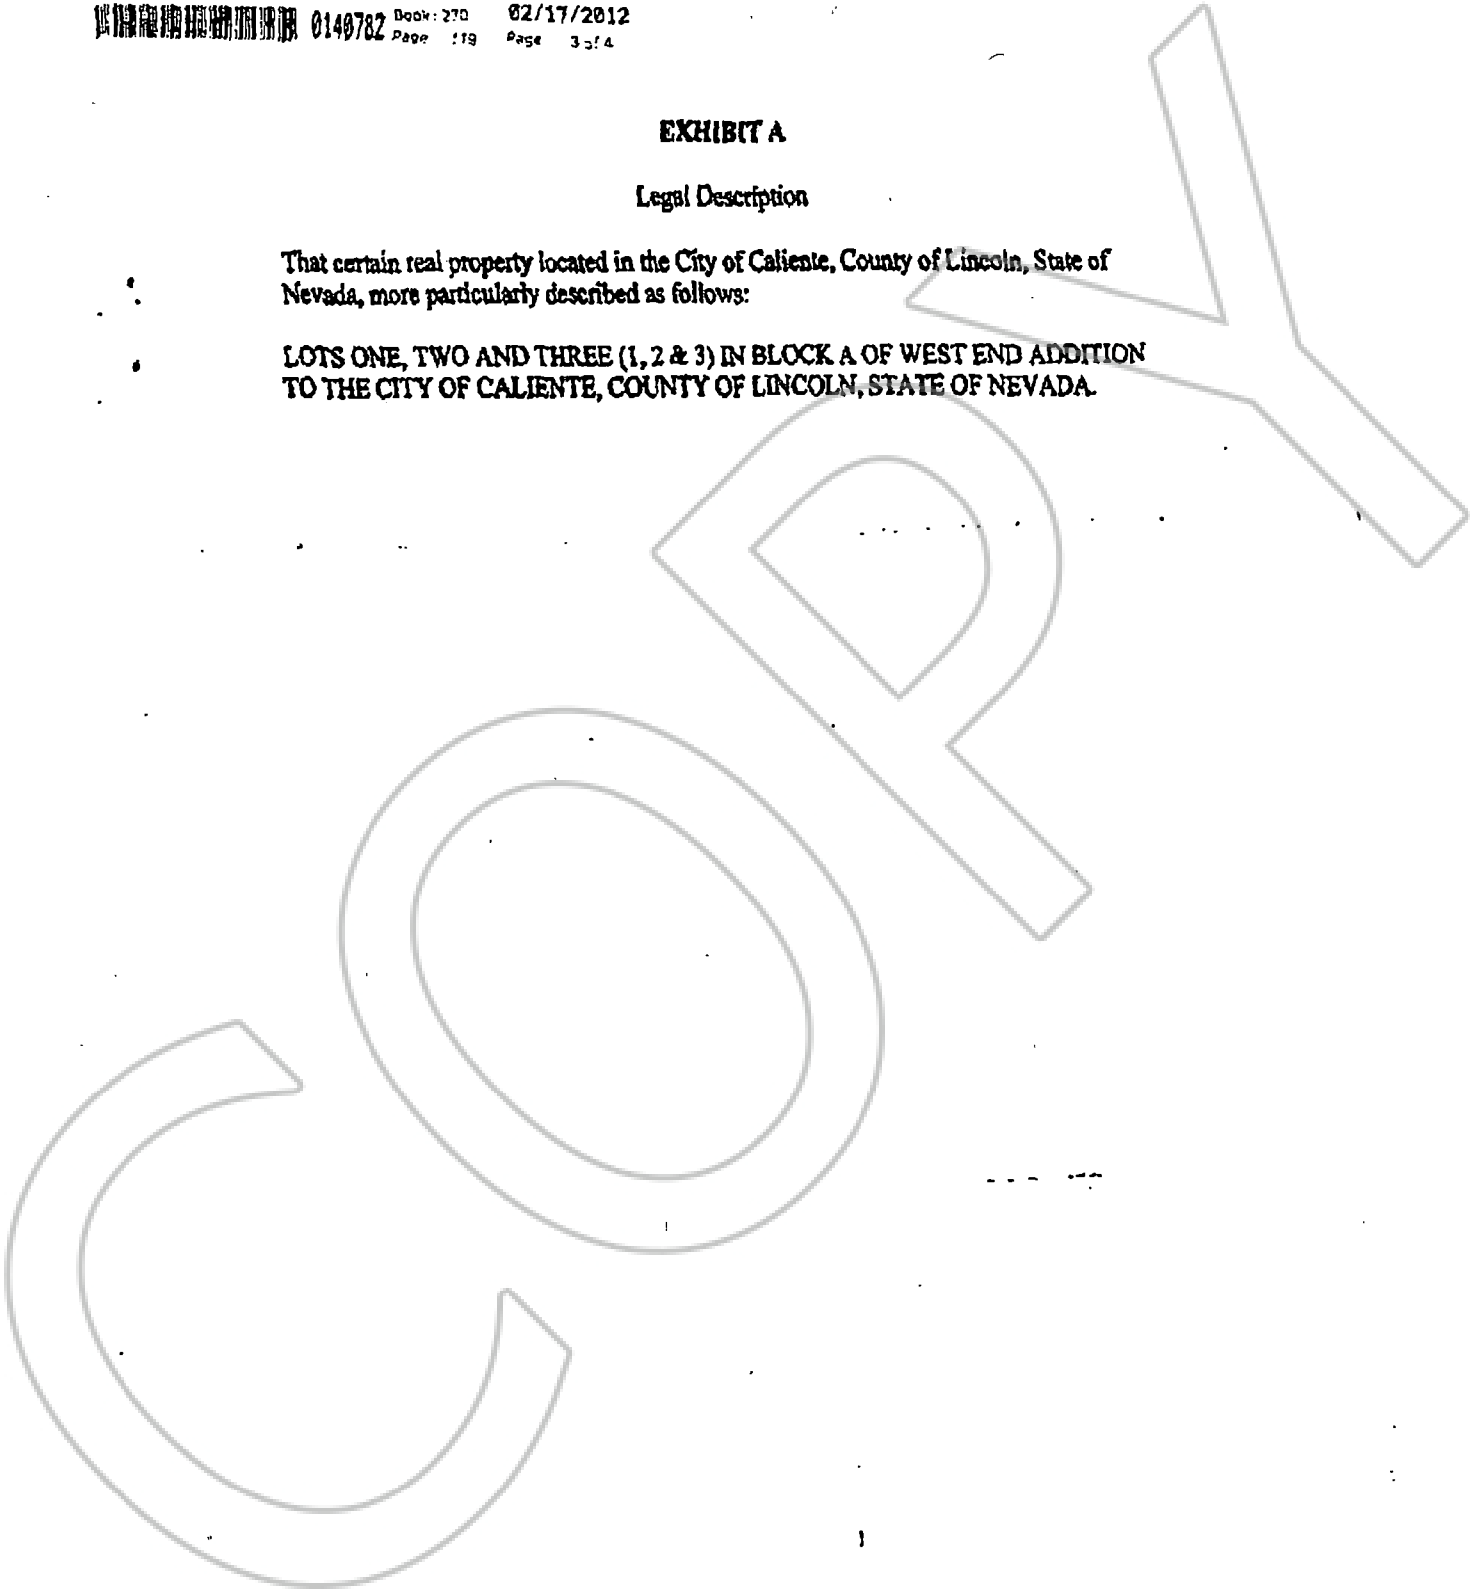 0140782 Book: 270 02/17/2012
Page 119 Page 3 of 4
EXHIBIT A
Legal Description
That certain real property located in the City of Caliente, County of Lincoln, State of
Nevada, more particularly described as follows:
LOTS ONE, TWO AND THREE (1, 2 & 3) IN BLOCK A OF WEST END ADDITION
TO THE CITY OF CALIENTE, COUNTY OF LINCOLN, STATE OF NEVADA.
COPY